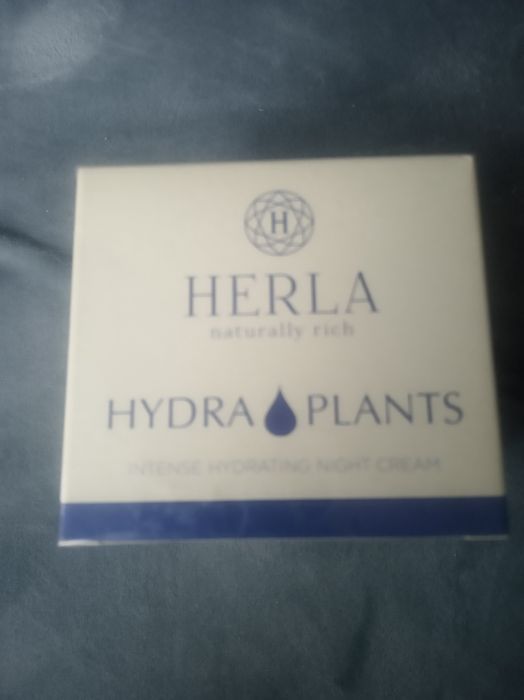 H
HERLA
naturally rich
HYDRA PLANTS
INTENSE HYDRATING NIGHT CREAM